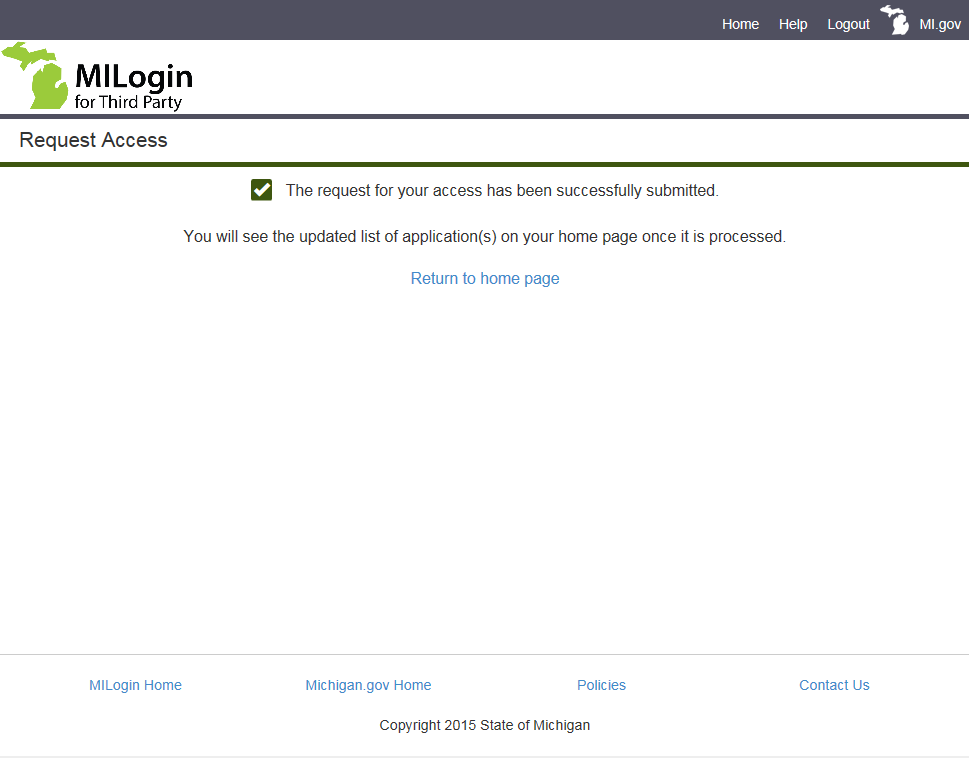 Home Help Logout MI.gov
MILogin
for Third Party
Request Access
The request for your access has been successfully submitted.
You will see the updated list of application(s) on your home page once it is processed.
Return to home page
MILogin Home Michigan.gov Home Policies Contact Us
Copyright 2015 State of Michigan